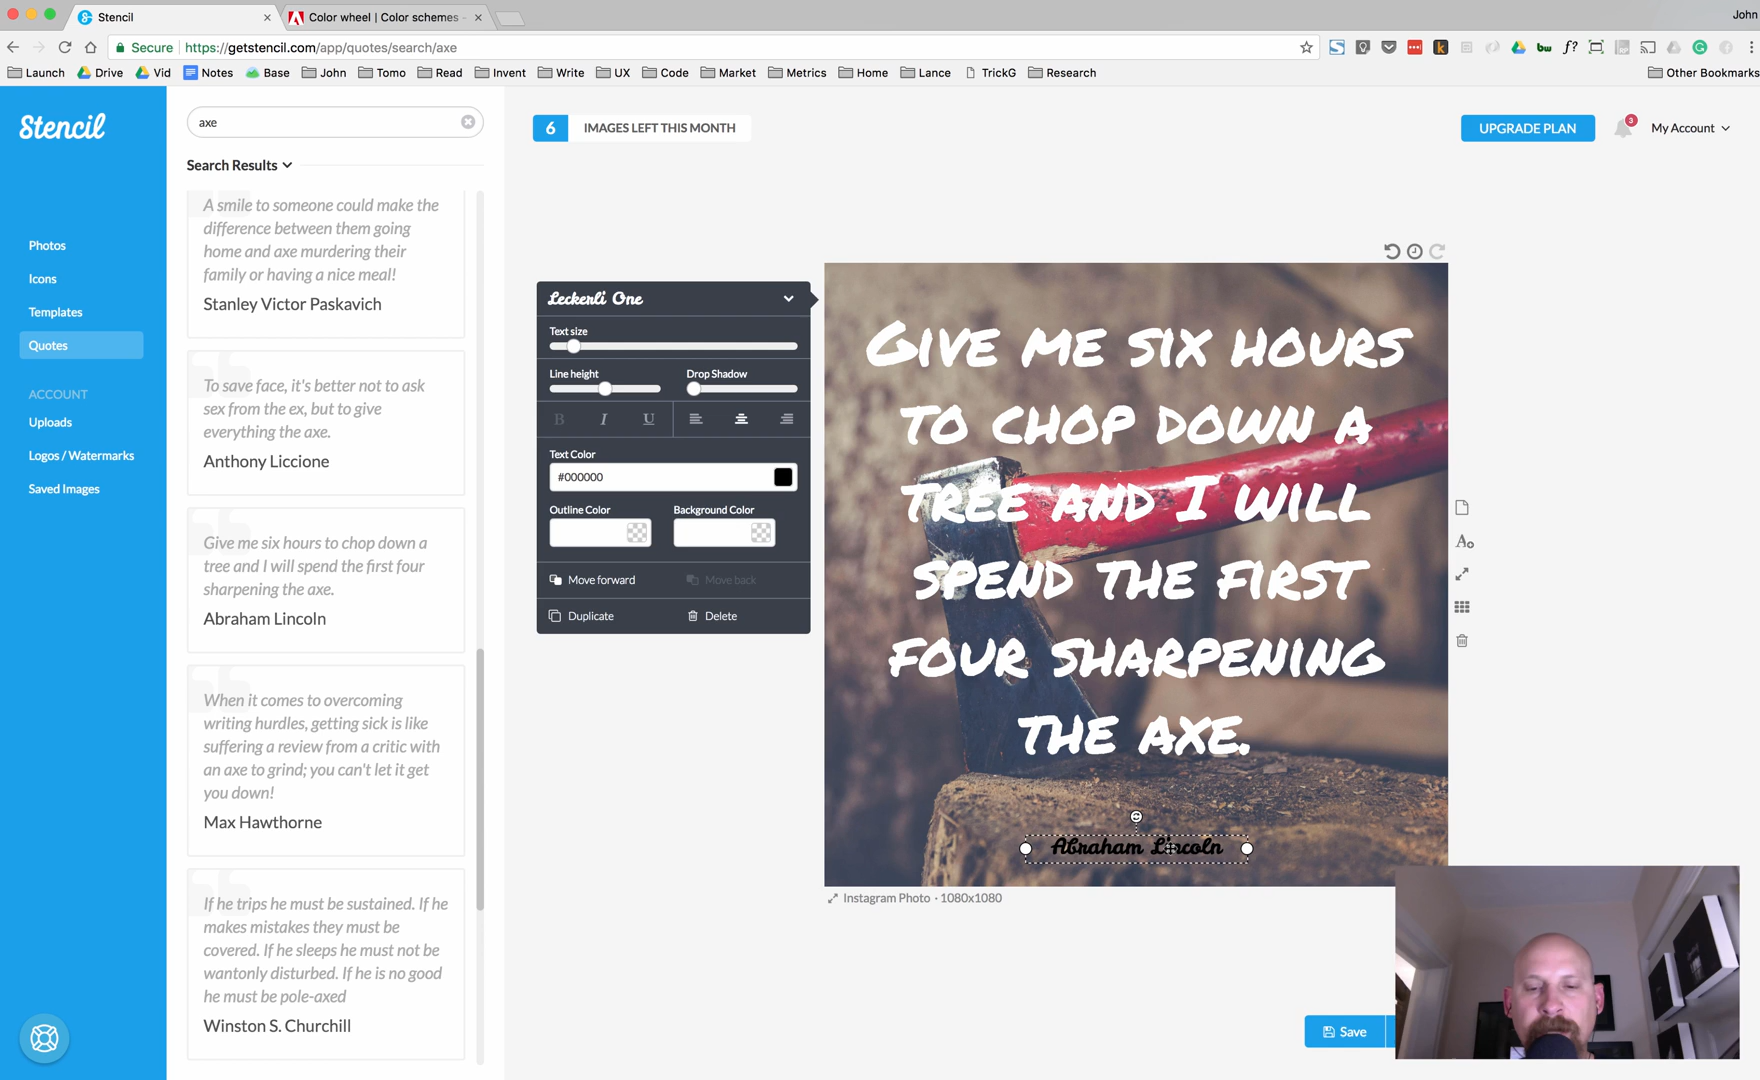 Stencil
Color wheel | Color schemes -
John
Secure
https://getstencil.com/app/quotes/search/axe
Launch
Drive
Vid
Notes
Base
John
Tomo
Read
Invent
Write
UX
Code
Market
Metrics
Home
Lance
TrickG
Research
Other Bookmarks
Stencil
axe
6
IMAGES LEFT THIS MONTH
UPGRADE PLAN
3
My Account
Search Results
Photos
Icons
Templates
Quotes
ACCOUNT
Uploads
Logos / Watermarks
Saved Images
A smile to someone could make the
difference between them going
home and axe murdering their
family or having a nice meal!
Stanley Victor Paskavich
To save face, it's better not to ask
sex from the ex, but to give
everything the axe.
Anthony Liccione
Give me six hours to chop down a
tree and I will spend the first four
sharpening the axe.
Abraham Lincoln
When it comes to overcoming
writing hurdles, getting sick is like
suffering a review from a critic with
an axe to grind; you can't let it get
you down!
Max Hawthorne
If he trips he must be sustained. If he
makes mistakes they must be
covered. If he sleeps he must not be
wantonly disturbed. If he is no good
he must be pole-axed
Winston S. Churchill
Leckerli One
Text size
Line height
Drop Shadow
B
I
U
Text Color
#000000
Outline Color
Background Color
Move forward
Move back
Duplicate
Delete
GIVE ME SIX HOURS
TO CHOP DOWN A
TREE AND I WILL
SPEND THE FIRST
FOUR SHARPENING
THE AXE.
Abraham Lincoln
Instagram Photo · 1080x1080
Save